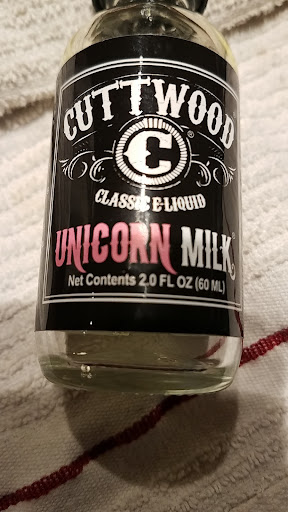 CUTTWOOD
C ®
CLASSIC E-LIQUID
UNICORN MILK®
Net Contents 2.0 FL OZ (60 ML)